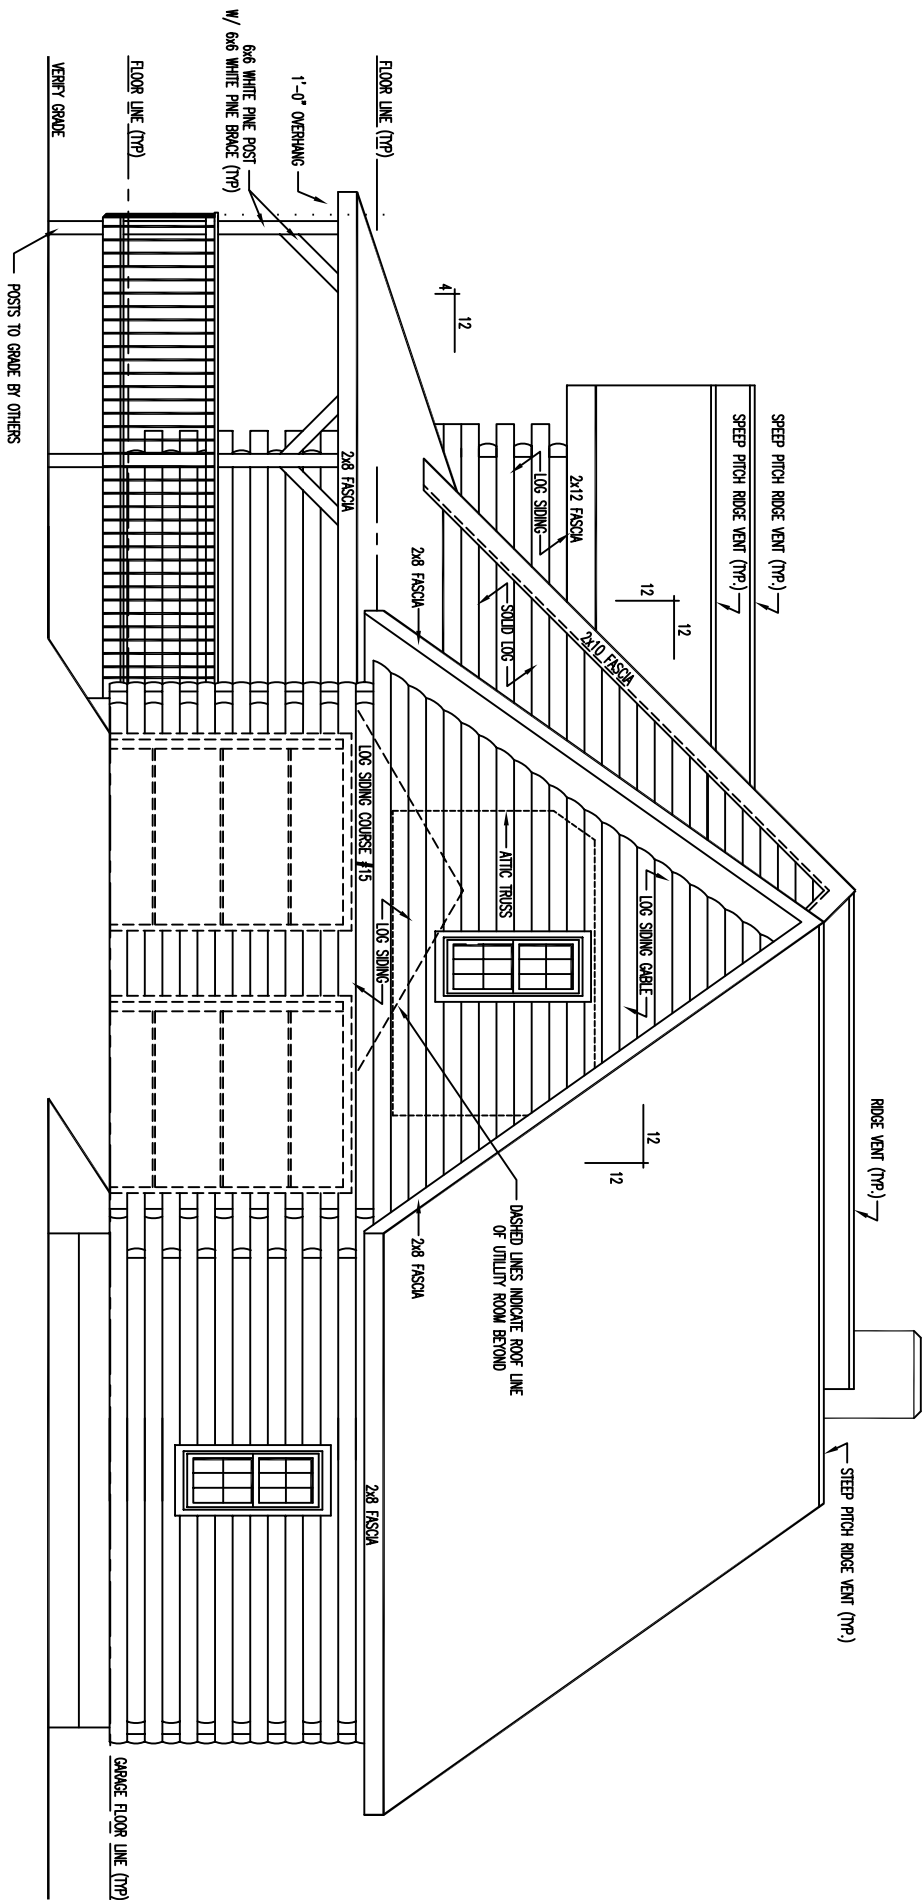 SPEEP PITCH RIDGE VENT (TYP.)
SPEEP PITCH RIDGE VENT (TYP.)
RIDGE VENT (TYP.)
STEEP PITCH RIDGE VENT (TYP.)
12
12
2x10 FASCIA
2x12 FASCIA
LOG SIDING
SOLID LOG
12
4
2x8 FASCIA
LOG SIDING GABLE
ATTIC TRUSS
12
12
DASHED LINES INDICATE ROOF LINE
OF UTILLITY ROOM BEYOND
FLOOR LINE (TYP)
1'-0" OVERHANG
6x6 WHITE PINE POST
W/ 6x6 WHITE PINE BRACE (TYP)
2x8 FASCIA
LOG SIDING COURSE #15
LOG SIDING
2x8 FASCIA
2x8 FASCIA
FLOOR LINE (TYP)
VERIFY GRADE
POSTS TO GRADE BY OTHERS
GARAGE FLOOR LINE (TYP)